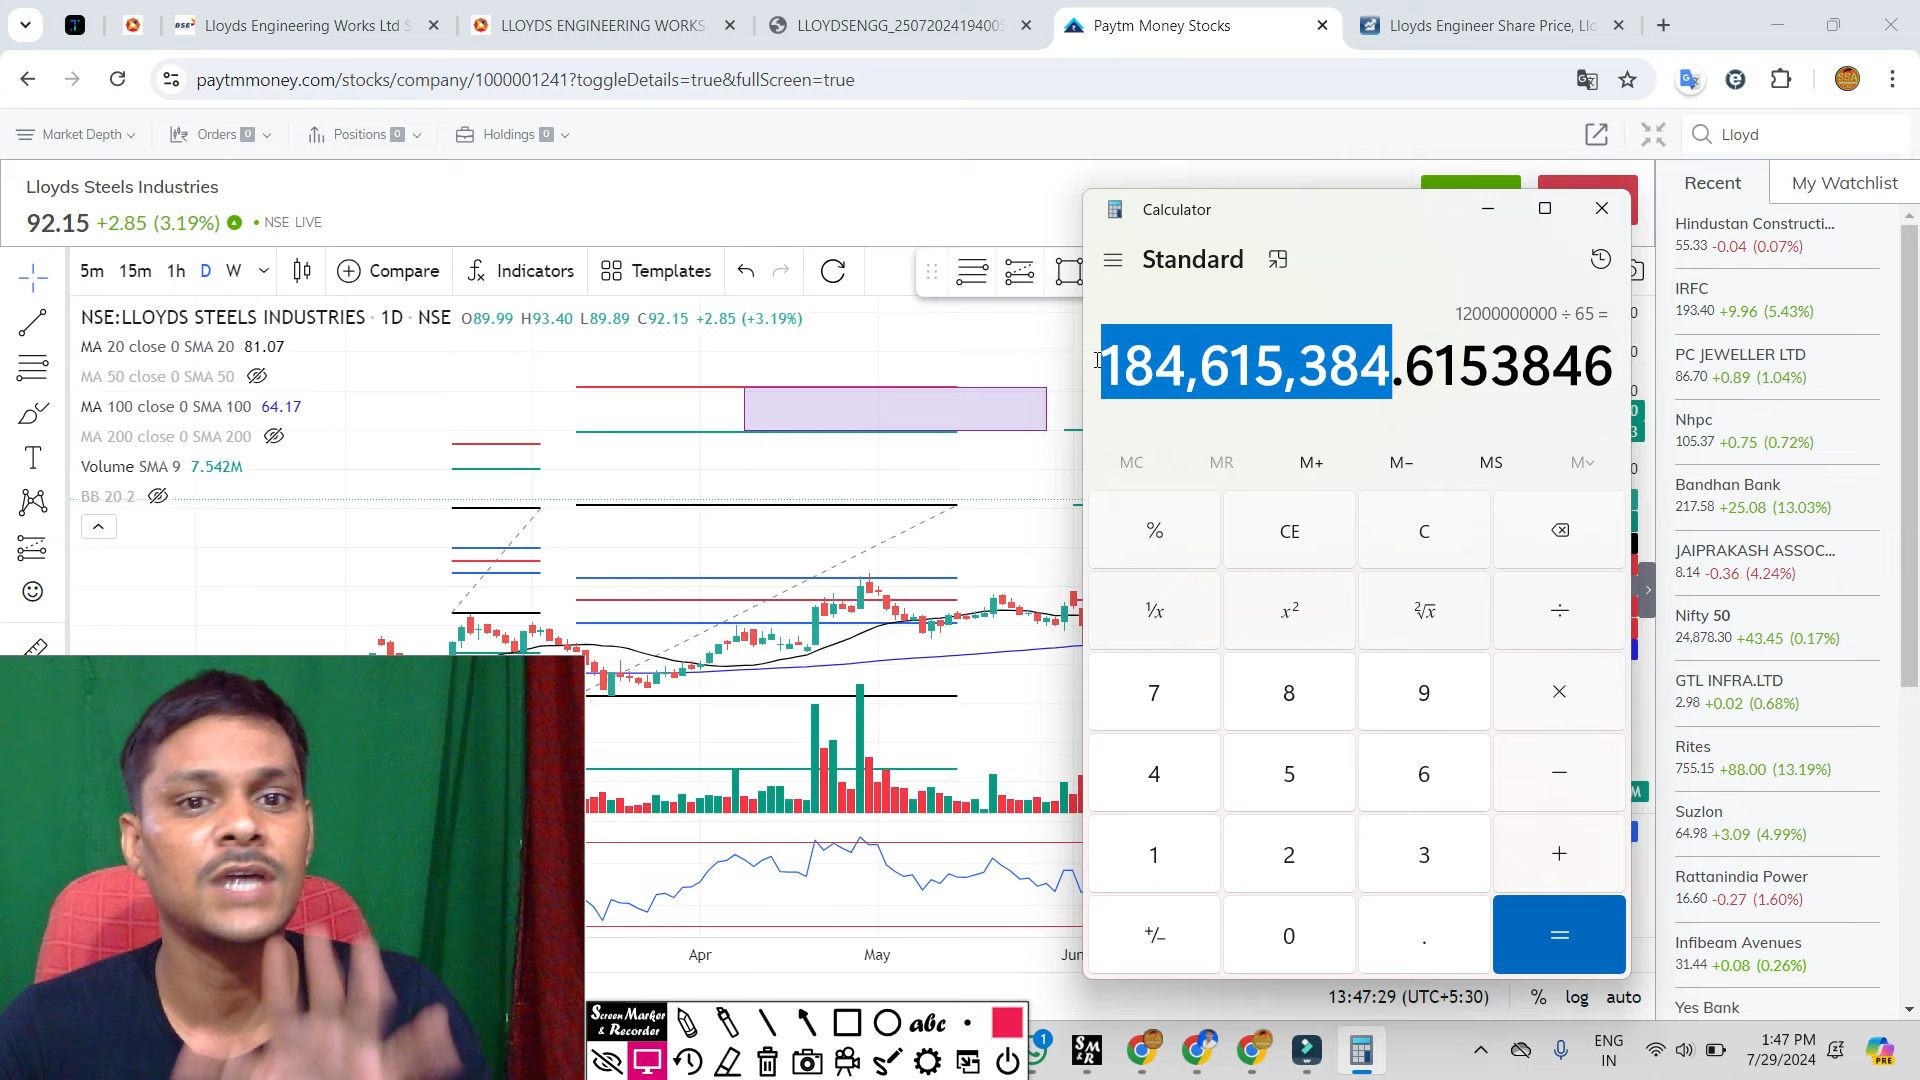 Lloyds Engineering Works Ltd S
LLOYDS ENGINEERING WORKS
LLOYDSENGG_25072024194005
Paytm Money Stocks
Lloyds Engineer Share Price, Llo
paytmmoney.com/stocks/company/1000001241?toggleDetails=true&fullScreen=true
Market Depth
Orders 0
Positions 0
Holdings 0
Lloyd
Lloyds Steels Industries
92.15 +2.85 (3.19%) • NSE LIVE
5m 15m 1h D W
Compare
Indicators
Templates
NSE:LLOYDS STEELS INDUSTRIES · 1D · NSE O89.99 H93.40 L89.89 C92.15 +2.85 (+3.19%)
MA 20 close 0 SMA 20 81.07
MA 50 close 0 SMA 50
MA 100 close 0 SMA 100 64.17
MA 200 close 0 SMA 200
Volume SMA 9 7.542M
BB 20 2
Apr May Jun
13:47:29 (UTC+5:30) % log auto
Calculator
Standard
12000000000 ÷ 65 =
184,615,384.6153846
MC MR M+ M− MS M
% CE C
¹/x x² ²√x ÷
7 8 9 ×
4 5 6 −
1 2 3 +
+/− 0 . =
Recent My Watchlist
Hindustan Constructi...
55.33 -0.04 (0.07%)
IRFC
193.40 +9.96 (5.43%)
PC JEWELLER LTD
86.70 +0.89 (1.04%)
Nhpc
105.37 +0.75 (0.72%)
Bandhan Bank
217.58 +25.08 (13.03%)
JAIPRAKASH ASSOC...
8.14 -0.36 (4.24%)
Nifty 50
24,878.30 +43.45 (0.17%)
GTL INFRA.LTD
2.98 +0.02 (0.68%)
Rites
755.15 +88.00 (13.19%)
Suzlon
64.98 +3.09 (4.99%)
Rattanindia Power
16.60 -0.27 (1.60%)
Infibeam Avenues
31.44 +0.08 (0.26%)
Yes Bank
Screen Marker
& Recorder
abc
1
ENG
IN
1:47 PM
7/29/2024
PRE